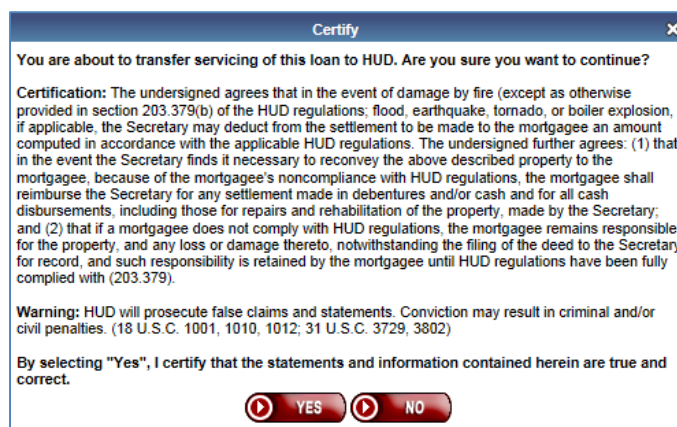 Certify
You are about to transfer servicing of this loan to HUD. Are you sure you want to continue?
Certification: The undersigned agrees that in the event of damage by fire (except as otherwise
provided in section 203.379(b) of the HUD regulations; flood, earthquake, tornado, or boiler explosion,
if applicable, the Secretary may deduct from the settlement to be made to the mortgagee an amount
computed in accordance with the applicable HUD regulations. The undersigned further agrees: (1) that
in the event the Secretary finds it necessary to reconvey the above described property to the
mortgagee, because of the mortgagee's noncompliance with HUD regulations, the mortgagee shall
reimburse the Secretary for any settlement made in debentures and/or cash and for all cash
disbursements, including those for repairs and rehabilitation of the property, made by the Secretary;
and (2) that if a mortgagee does not comply with HUD regulations, the mortgagee remains responsible
for the property, and any loss or damage thereto, notwithstanding the filing of the deed to the Secretary
for record, and such responsibility is retained by the mortgagee until HUD regulations have been fully
complied with (203.379).
Warning: HUD will prosecute false claims and statements. Conviction may result in criminal and/or
civil penalties. (18 U.S.C. 1001, 1010, 1012; 31 U.S.C. 3729, 3802)
By selecting "Yes", I certify that the statements and information contained herein are true and
correct.
YES NO